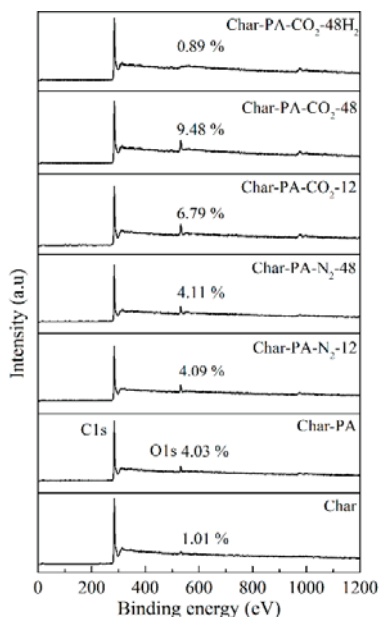 Char-PA-CO₂-48H₂
0.89 %
Char-PA-CO₂-48
9.48 %
Char-PA-CO₂-12
6.79 %
Char-PA-N₂-48
4.11 %
Char-PA-N₂-12
4.09 %
Char-PA
C1s
O1s 4.03 %
Char
1.01 %
0 200 400 600 800 1000 1200
Binding energy (eV)
Intensity (a.u)